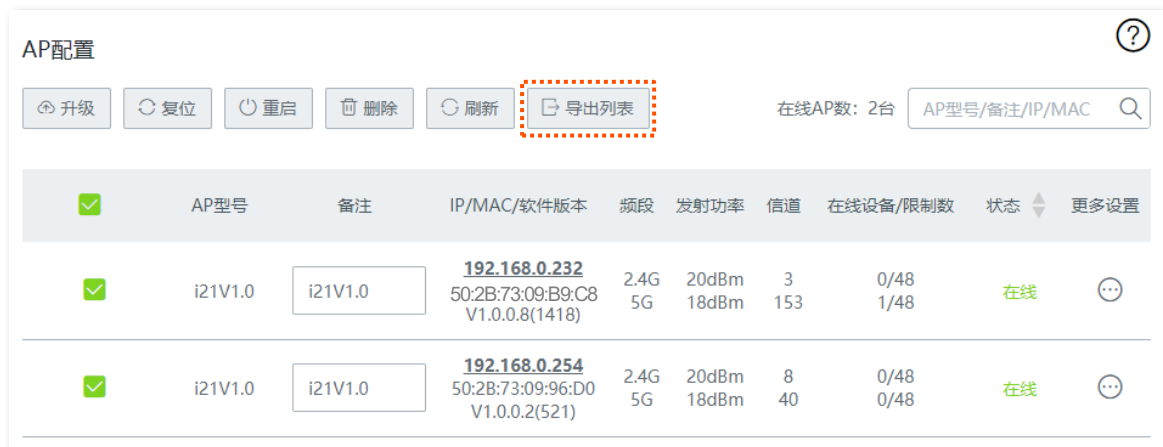 AP配置
?
升级 复位 重启 删除 刷新 导出列表 在线AP数：2台 AP型号/备注/IP/MAC
AP型号 备注 IP/MAC/软件版本 频段 发射功率 信道 在线设备/限制数 状态 更多设置
192.168.0.232
i21V1.0 i21V1.0 50:2B:73:09:B9:C8 2.4G 20dBm 3 0/48 在线
V1.0.0.8(1418) 5G 18dBm 153 1/48
192.168.0.254
i21V1.0 i21V1.0 50:2B:73:09:96:D0 2.4G 20dBm 8 0/48 在线
V1.0.0.2(521) 5G 18dBm 40 0/48